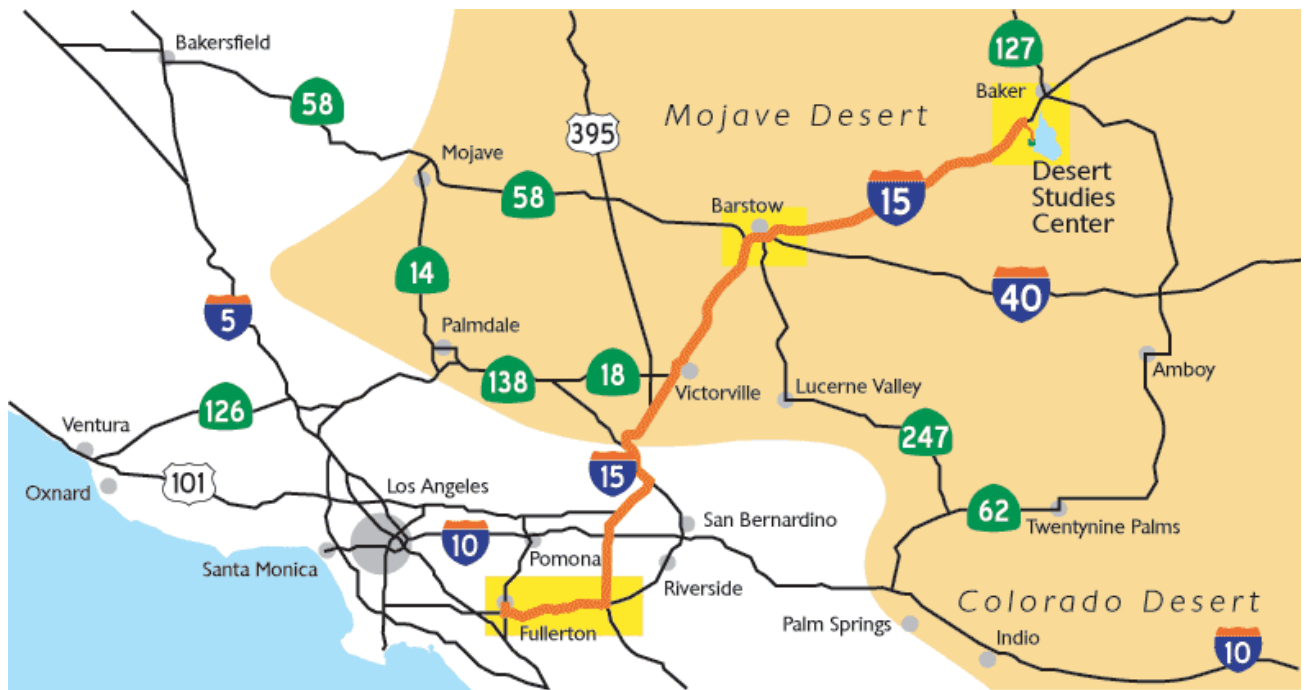 Bakersfield
58
127
Baker
Mojave Desert
395
Mojave
58
15
Desert
Studies
Center
Barstow
14
40
5
Palmdale
138
18
Victorville
Lucerne Valley
Amboy
126
Ventura
247
101
Oxnard
15
Los Angeles
62
Twentynine Palms
San Bernardino
10
Pomona
Santa Monica
Riverside
Fullerton
Colorado Desert
Palm Springs
Indio
10